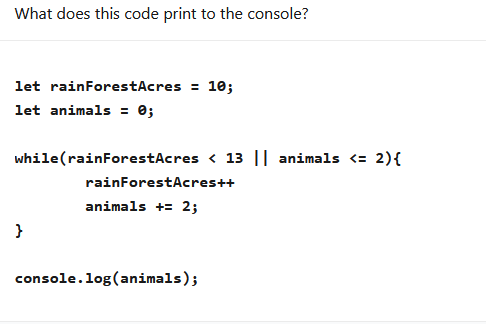 What does this code print to the console?
let rainForestAcres = 10;
let animals = 0;
while(rainForestAcres < 13 || animals <= 2){
rainForestAcres++
animals += 2;
}
console.log(animals);